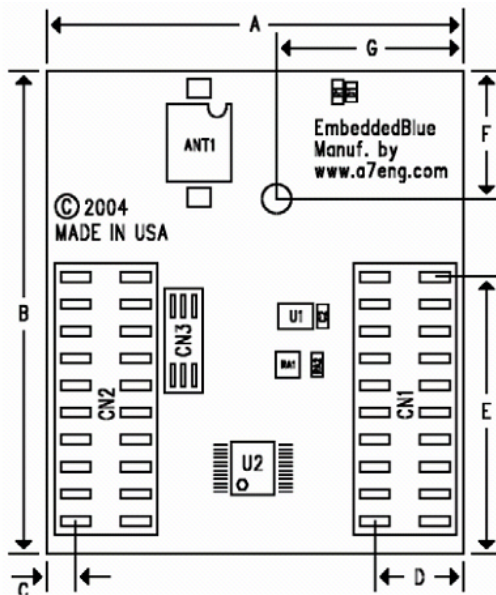 A
G
ANT1
EmbeddedBlue
Manuf. by
www.a7eng.com
F
© 2004
MADE IN USA
B
CN3
U1
CN2
CN1
E
U2
C
D